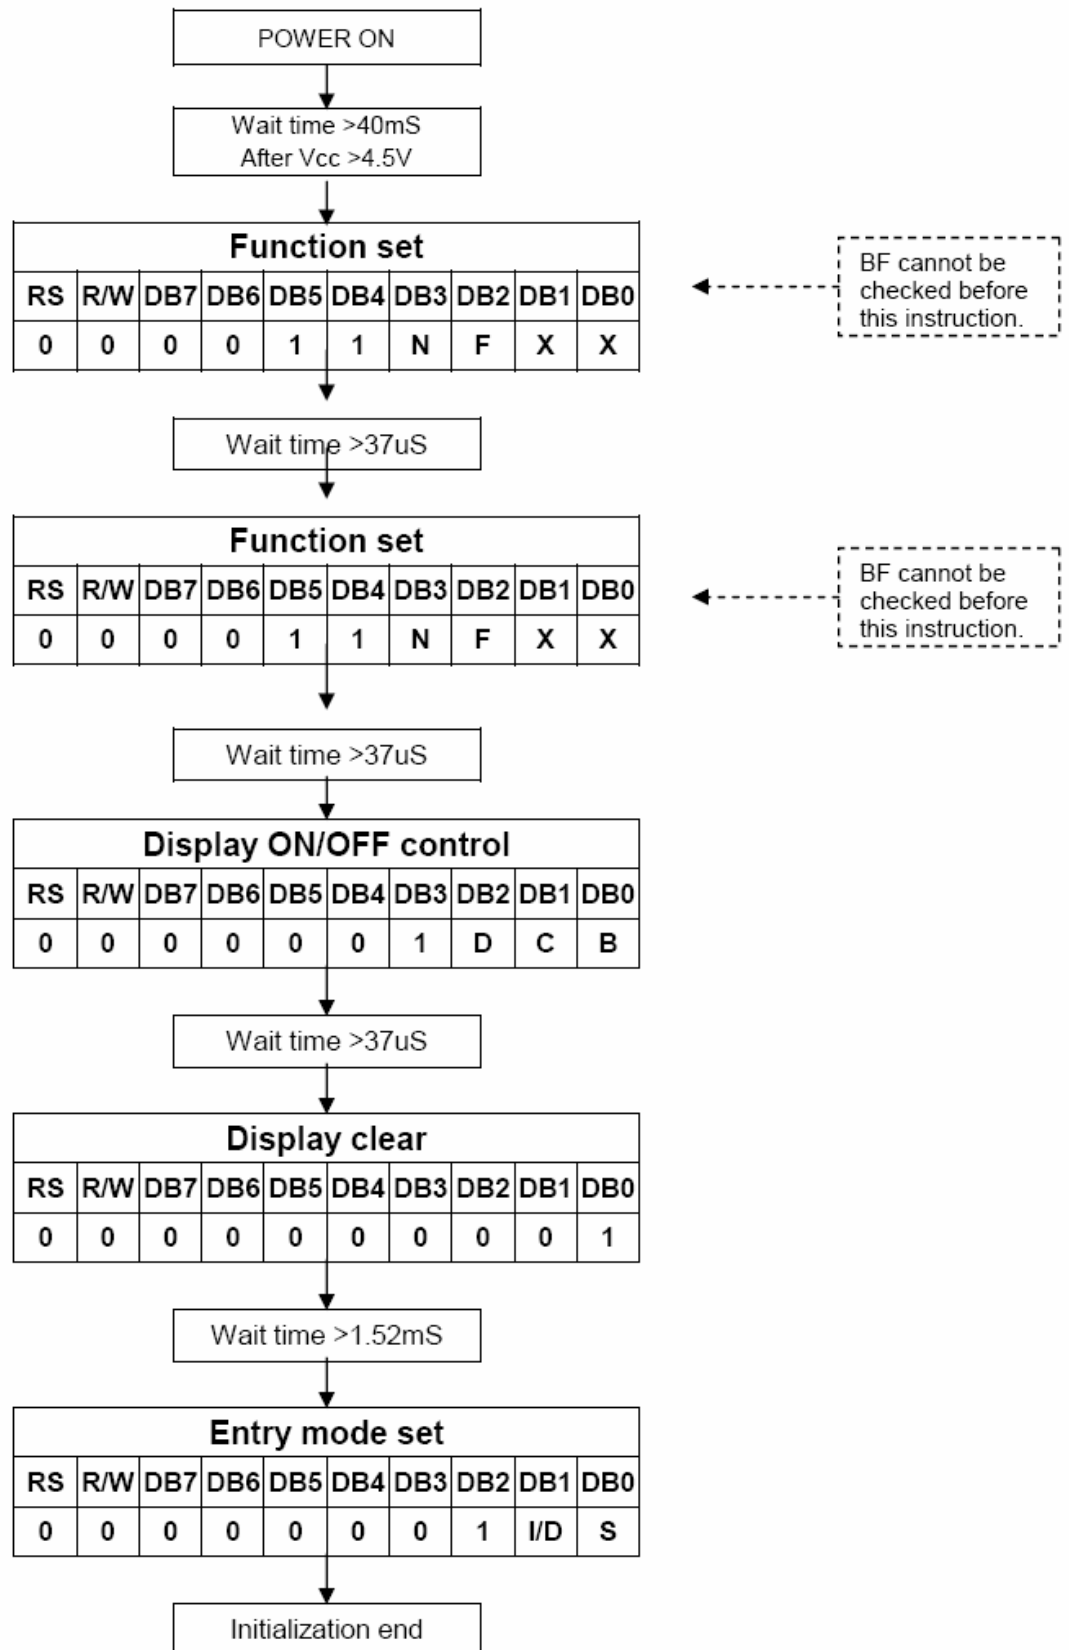 POWER ON
Wait time >40mS
After Vcc >4.5V
Function set
RS R/W DB7 DB6 DB5 DB4 DB3 DB2 DB1 DB0
0 0 0 0 1 1 N F X X
BF cannot be
checked before
this instruction.
Wait time >37uS
Function set
RS R/W DB7 DB6 DB5 DB4 DB3 DB2 DB1 DB0
0 0 0 0 1 1 N F X X
BF cannot be
checked before
this instruction.
Wait time >37uS
Display ON/OFF control
RS R/W DB7 DB6 DB5 DB4 DB3 DB2 DB1 DB0
0 0 0 0 0 0 1 D C B
Wait time >37uS
Display clear
RS R/W DB7 DB6 DB5 DB4 DB3 DB2 DB1 DB0
0 0 0 0 0 0 0 0 0 1
Wait time >1.52mS
Entry mode set
RS R/W DB7 DB6 DB5 DB4 DB3 DB2 DB1 DB0
0 0 0 0 0 0 0 1 I/D S
Initialization end